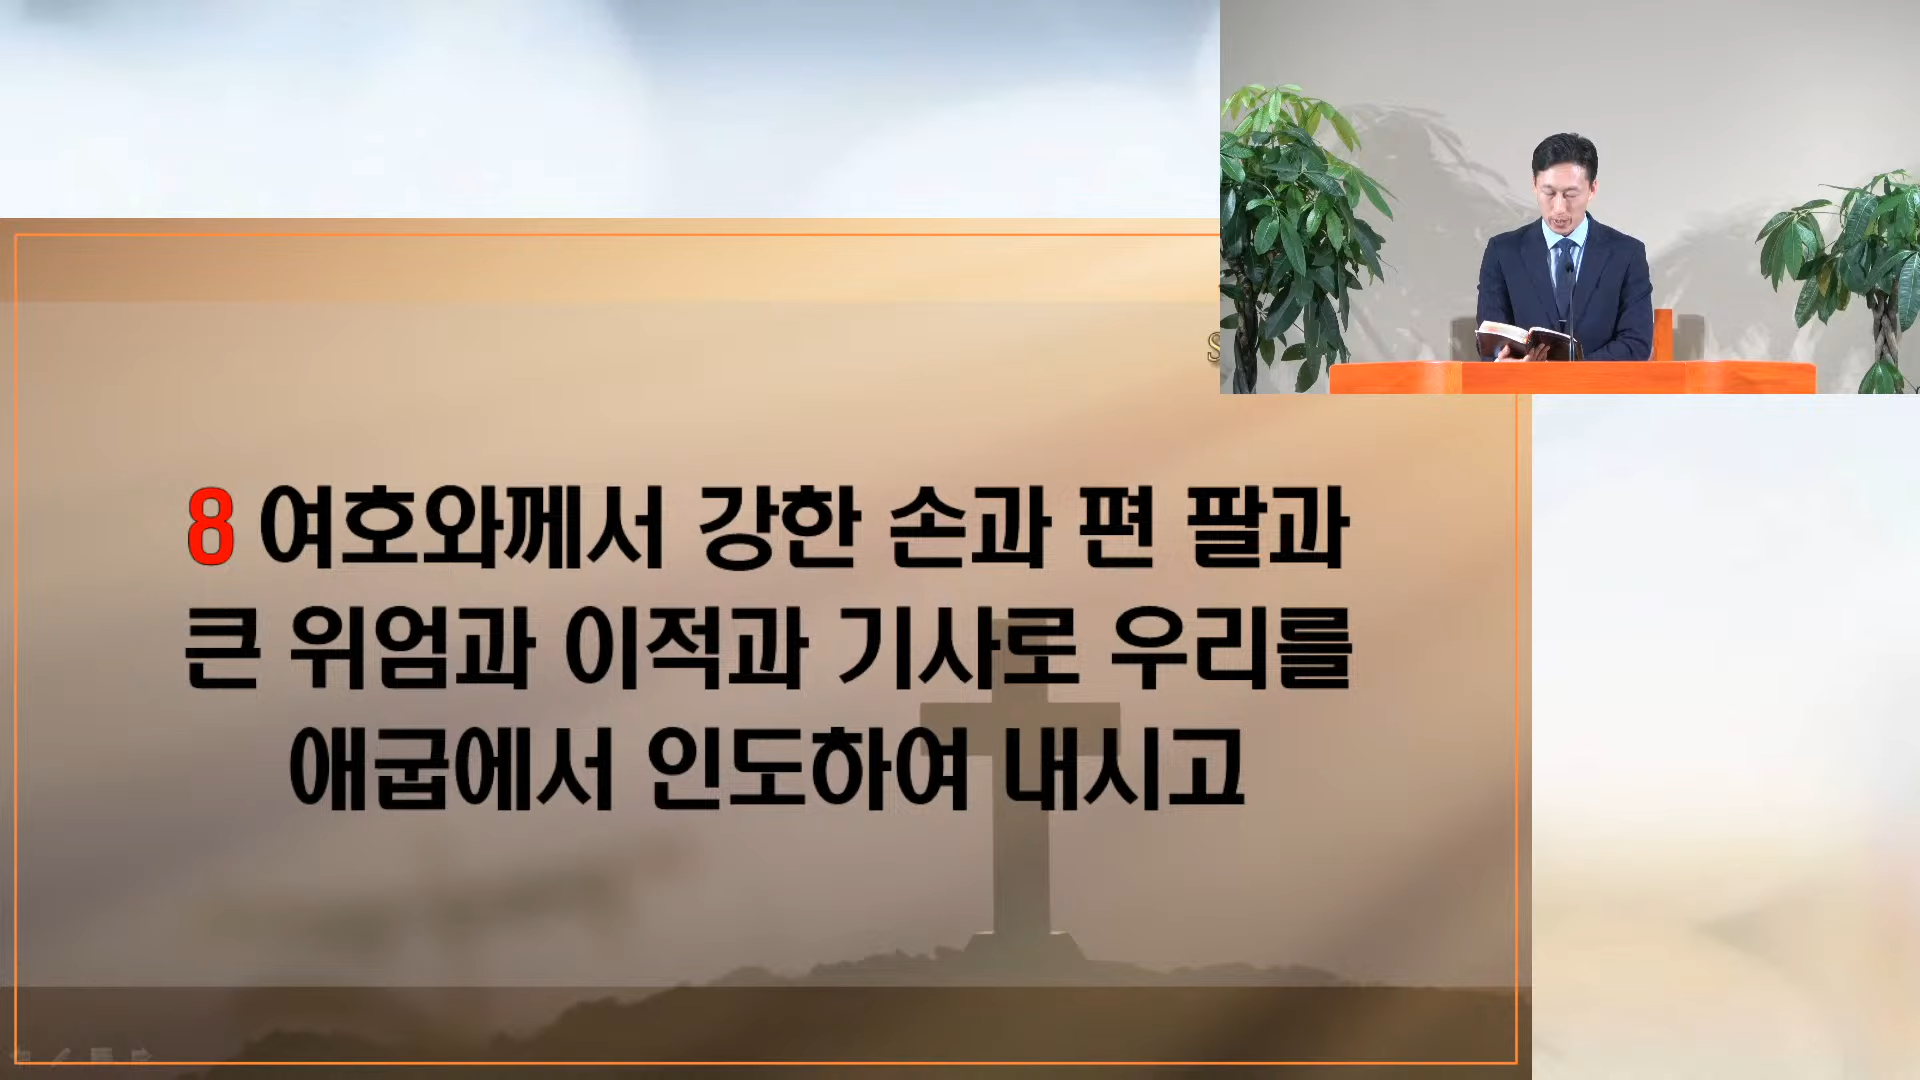 8 여호와께서 강한 손과 편 팔과
큰 위엄과 이적과 기사로 우리를
애굽에서 인도하여 내시고